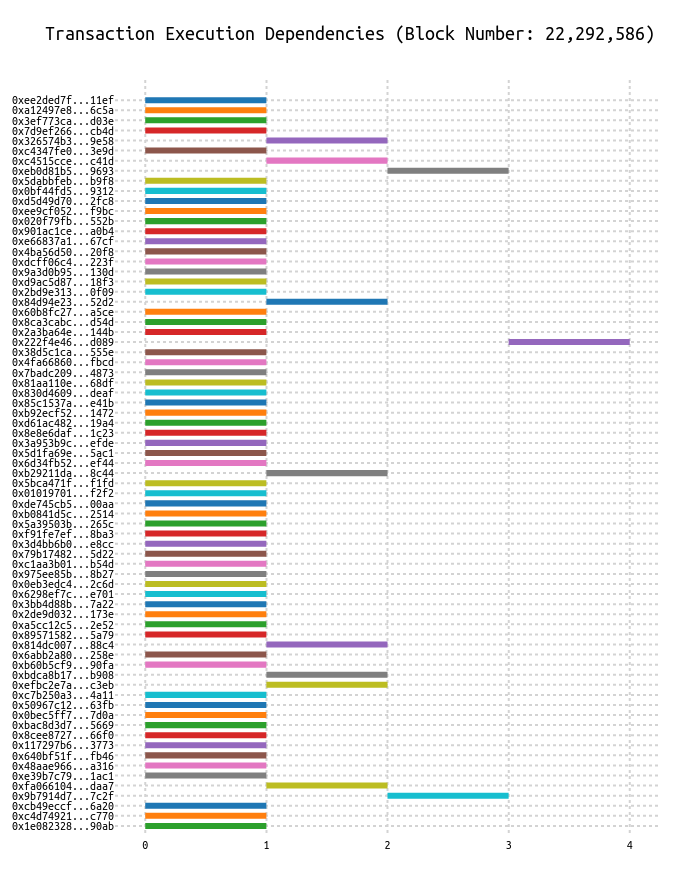 Transaction Execution Dependencies (Block Number: 22,292,586)
0xee2ded7f...11ef
0xa12497e8...6c5a
0x3ef773ca...d03e
0x7d9ef266...cb4d
0x326574b3...9e58
0xc4347fe0...3e9d
0xc4515cce...c41d
0xeb0d81b5...9693
0x5dabbfeb...b9f8
0x0bf44fd5...9312
0xd5d49d70...2fc8
0xee9cf052...f9bc
0x020f79fb...552b
0x901ac1ce...a0b4
0xe66837a1...67cf
0x4ba56d50...20f8
0xdcff06c4...223f
0x9a3d0b95...130d
0xd9ac5d87...18f3
0x2bd9e313...0f09
0x84d94e23...52d2
0x60b8fc27...a5ce
0x8ca3cabc...d54d
0x2a3ba64e...144b
0x222f4e46...d089
0x38d5c1ca...555e
0x4fa66860...fbcd
0x7badc209...4873
0x81aa110e...68df
0x830d4609...deaf
0x85c1537a...e41b
0xb92ecf52...1472
0xd61ac482...19a4
0x8e8e6daf...1c23
0x3a953b9c...efde
0x5d1fa69e...5ac1
0x6d34fb52...ef44
0xb29211da...8c44
0x5bca471f...f1fd
0x01019701...f2f2
0xde745cb5...00aa
0xb0841d5c...2514
0x5a39503b...265c
0xf91fe7ef...8ba3
0x3d4bb6b0...e8cc
0x79b17482...5d22
0xc1aa3b01...b54d
0x975ee85b...8b27
0x0eb3edc4...2c6d
0x6298ef7c...e701
0x3bb4d88b...7a22
0x2de9d032...173e
0xa5cc12c5...2e52
0x89571582...5a79
0x814dc007...88c4
0x6abb2a80...258e
0xb60b5cf9...90fa
0xbdca8b17...b908
0xefbc2e7a...c3eb
0xc7b250a3...4a11
0x50967c12...63fb
0x0bec5ff7...7d0a
0xbac8d3d7...5669
0x8cee8727...66f0
0x117297b6...3773
0x640bf51f...fb46
0x48aae966...a316
0xe39b7c79...1ac1
0xfa066104...daa7
0x9b7914d7...7c2f
0xcb49eccf...6a20
0xc4d74921...c770
0x1e082328...90ab
0 1 2 3 4